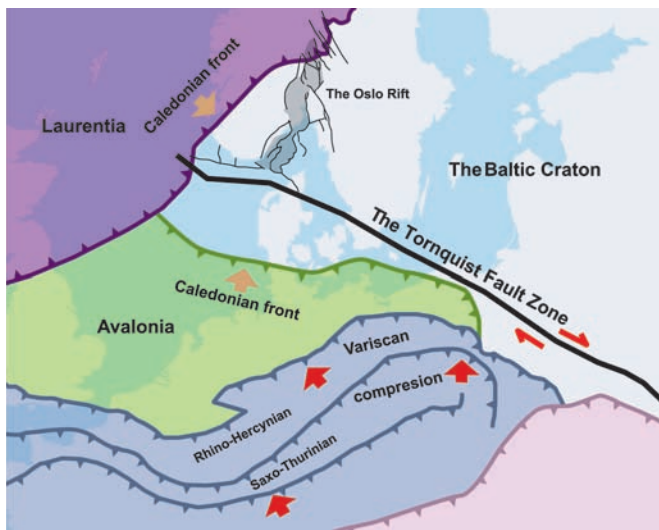 Caledonian front
The Oslo Rift
Laurentia
The Baltic Craton
The Tornquist Fault Zone
Caledonian front
Avalonia
Variscan
compresion
Rhino-Hercynian
Saxo-Thurinian